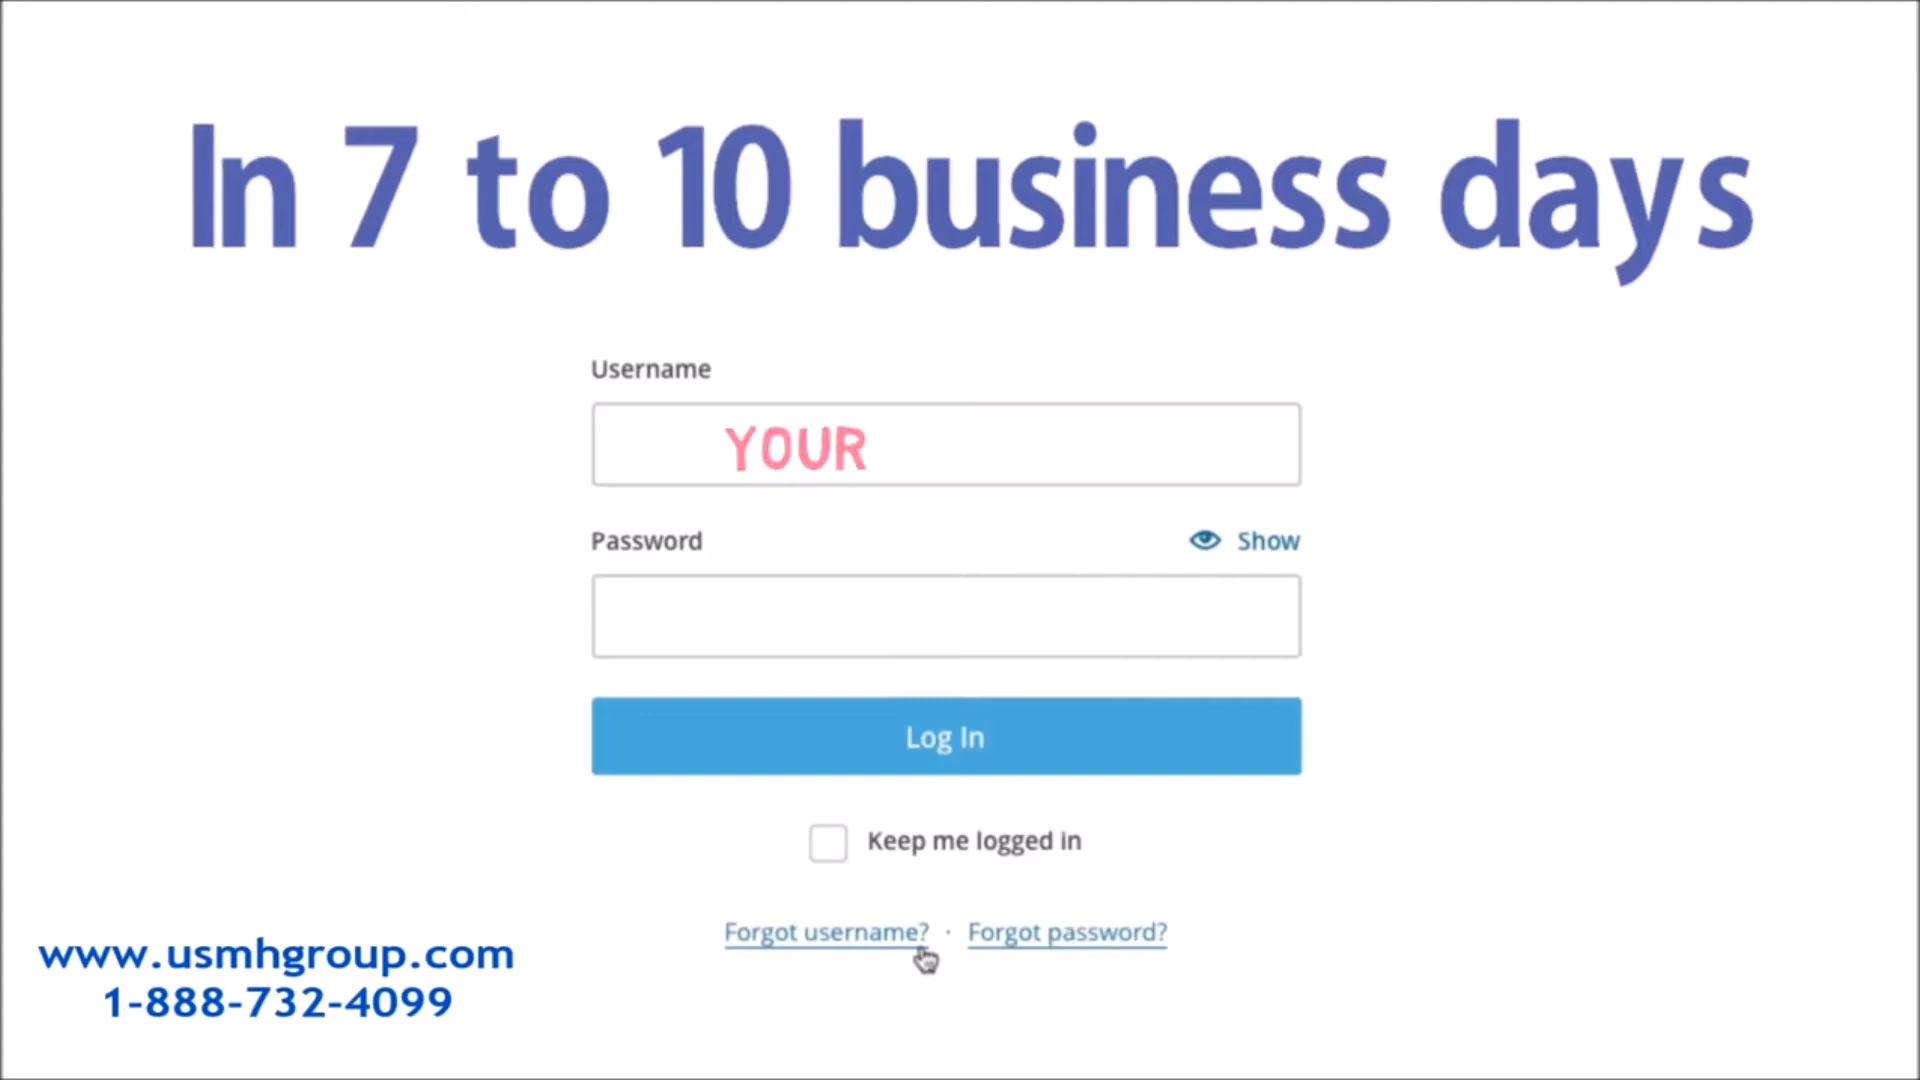 In 7 to 10 business days
Username
YOUR
Password
Show
Log In
Keep me logged in
Forgot username? · Forgot password?
www.usmhgroup.com
1-888-732-4099